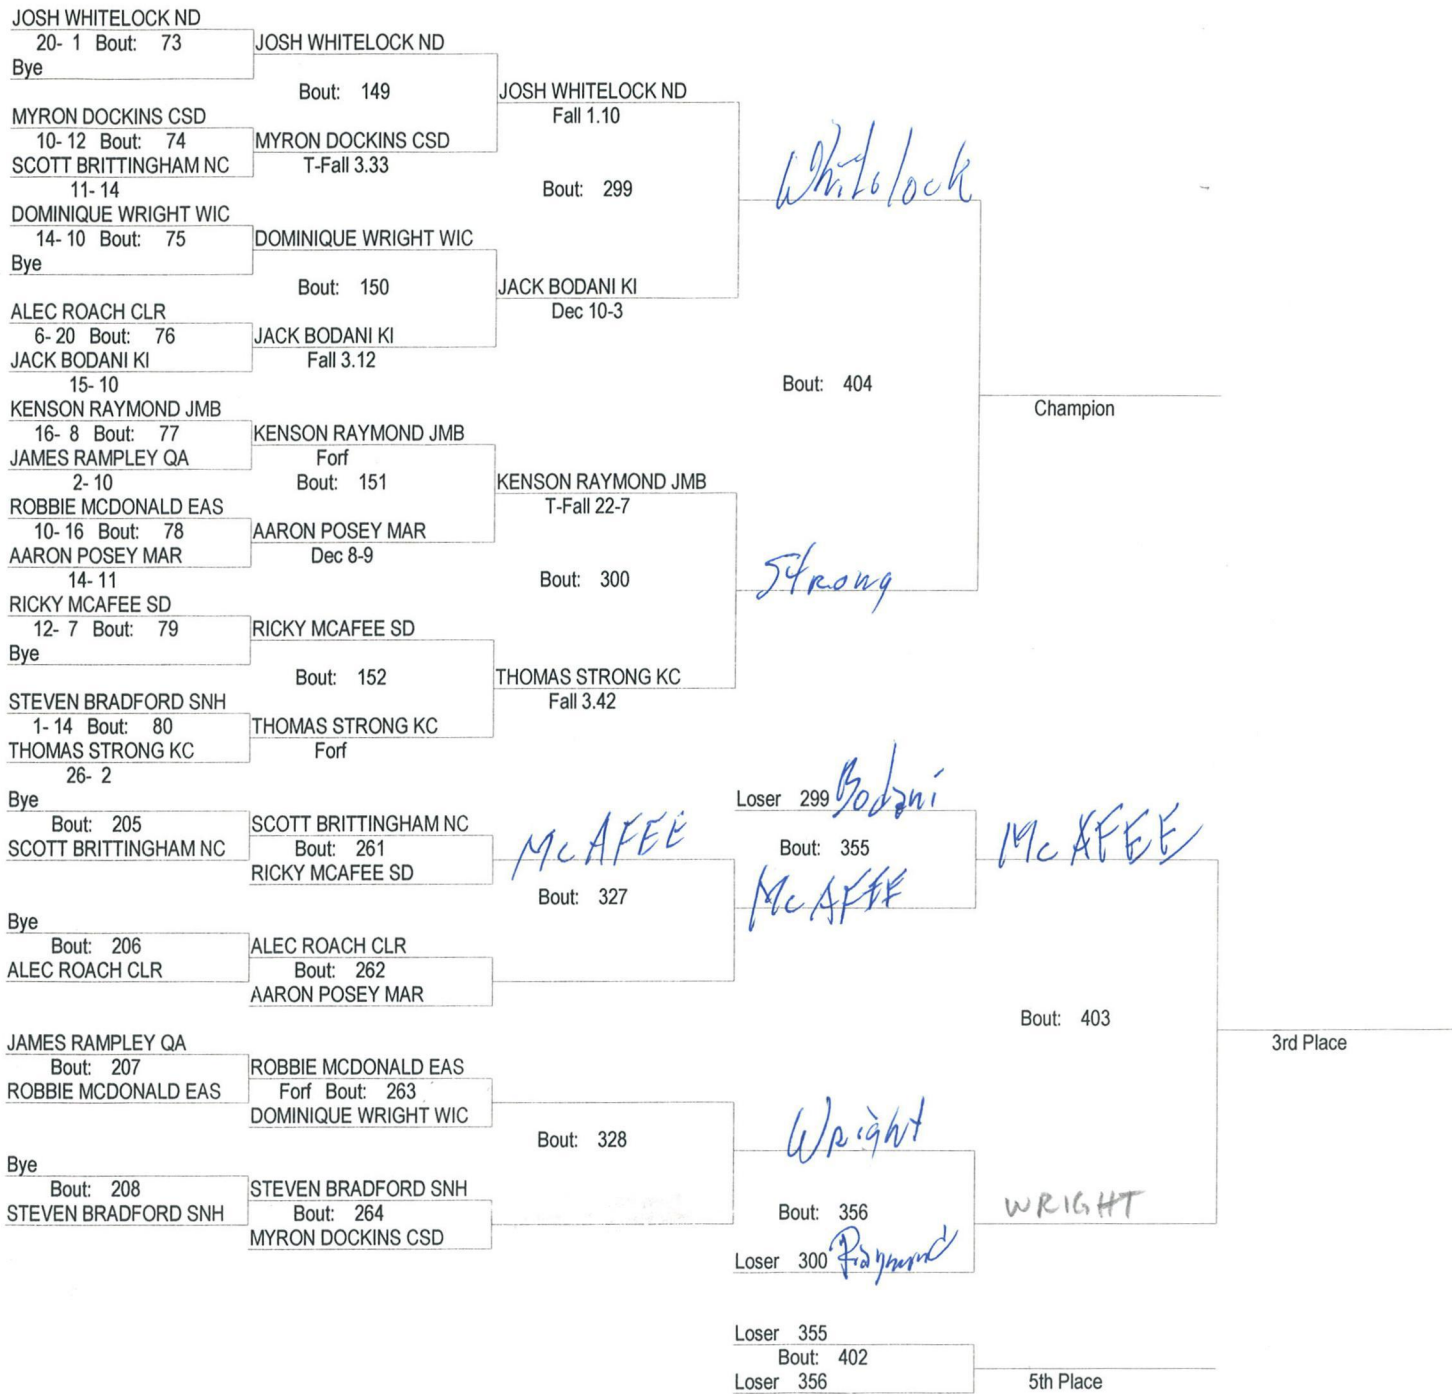 JOSH WHITELOCK ND
20- 1 Bout: 73
Bye
MYRON DOCKINS CSD
10- 12 Bout: 74
SCOTT BRITTINGHAM NC
11- 14
DOMINIQUE WRIGHT WIC
14- 10 Bout: 75
Bye
ALEC ROACH CLR
6- 20 Bout: 76
JACK BODANI KI
15- 10
KENSON RAYMOND JMB
16- 8 Bout: 77
JAMES RAMPLEY QA
2- 10
ROBBIE MCDONALD EAS
10- 16 Bout: 78
AARON POSEY MAR
14- 11
RICKY MCAFEE SD
12- 7 Bout: 79
Bye
STEVEN BRADFORD SNH
1- 14 Bout: 80
THOMAS STRONG KC
26- 2
JOSH WHITELOCK ND
Bout: 149
MYRON DOCKINS CSD
T-Fall 3.33
DOMINIQUE WRIGHT WIC
Bout: 150
JACK BODANI KI
Fall 3.12
KENSON RAYMOND JMB
Forf
Bout: 151
AARON POSEY MAR
Dec 8-9
RICKY MCAFEE SD
Bout: 152
THOMAS STRONG KC
Forf
JOSH WHITELOCK ND
Fall 1.10
Bout: 299
JACK BODANI KI
Dec 10-3
KENSON RAYMOND JMB
T-Fall 22-7
Bout: 300
THOMAS STRONG KC
Fall 3.42
Whitelock
Bout: 404
Strong
Champion
Bye
Bout: 205
SCOTT BRITTINGHAM NC
Bye
Bout: 206
ALEC ROACH CLR
JAMES RAMPLEY QA
Bout: 207
ROBBIE MCDONALD EAS
Bye
Bout: 208
STEVEN BRADFORD SNH
SCOTT BRITTINGHAM NC
Bout: 261
RICKY MCAFEE SD
ALEC ROACH CLR
Bout: 262
AARON POSEY MAR
ROBBIE MCDONALD EAS
Forf Bout: 263
DOMINIQUE WRIGHT WIC
STEVEN BRADFORD SNH
Bout: 264
MYRON DOCKINS CSD
McAFEE
Bout: 327
Bout: 328
Loser 299 Bodani
Bout: 355
McAFEE
Wright
Bout: 356
Loser 300 Raymond
McAFEE
Bout: 403
WRIGHT
3rd Place
Loser 355
Bout: 402
Loser 356
5th Place